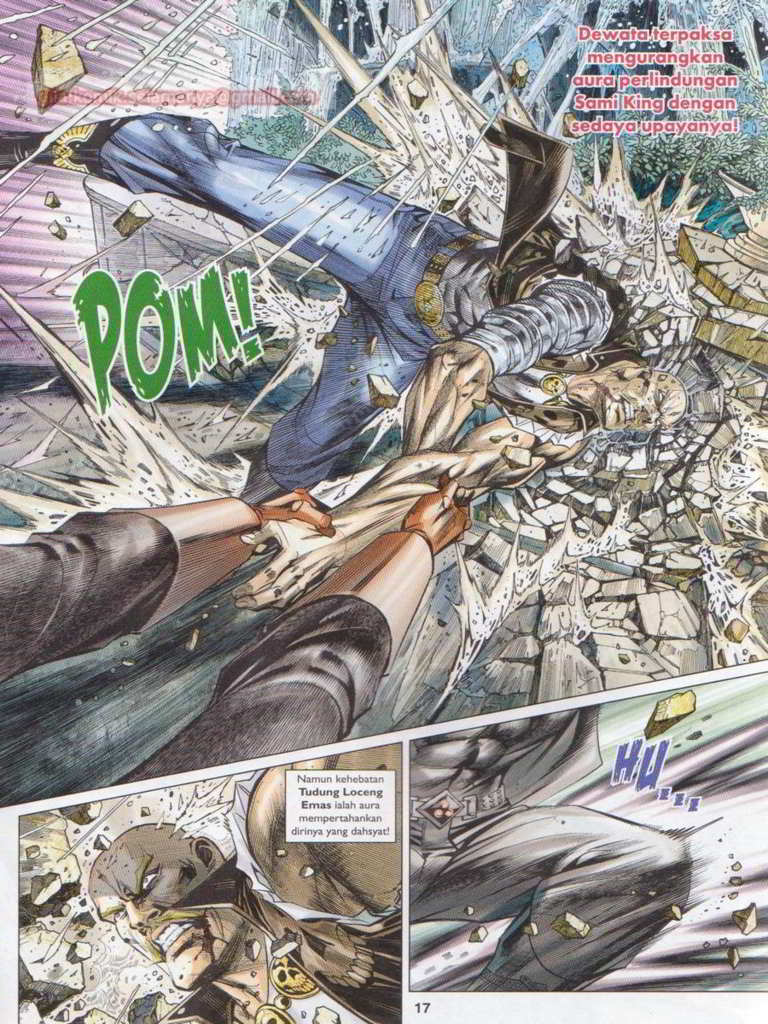 Dewata terpaksa
mengurangkan
aura perlindungan
Sami King dengan
sedaya upayanya!
POM!
Namun kehebatan
Tudung Loceng
Emas ialah aura
mempertahankan
dirinya yang dahsyat!
HU
ZZZZ
17